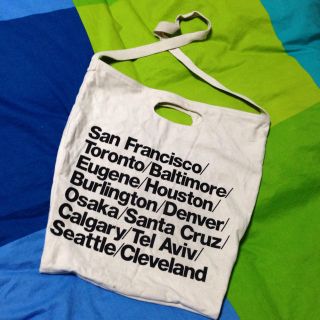 San Francisco/
Toronto/Baltimore/
Eugene/Houston/
Burlington/Denver/
Osaka/Santa Cruz/
Calgary/Tel Aviv/
Seattle/Cleveland